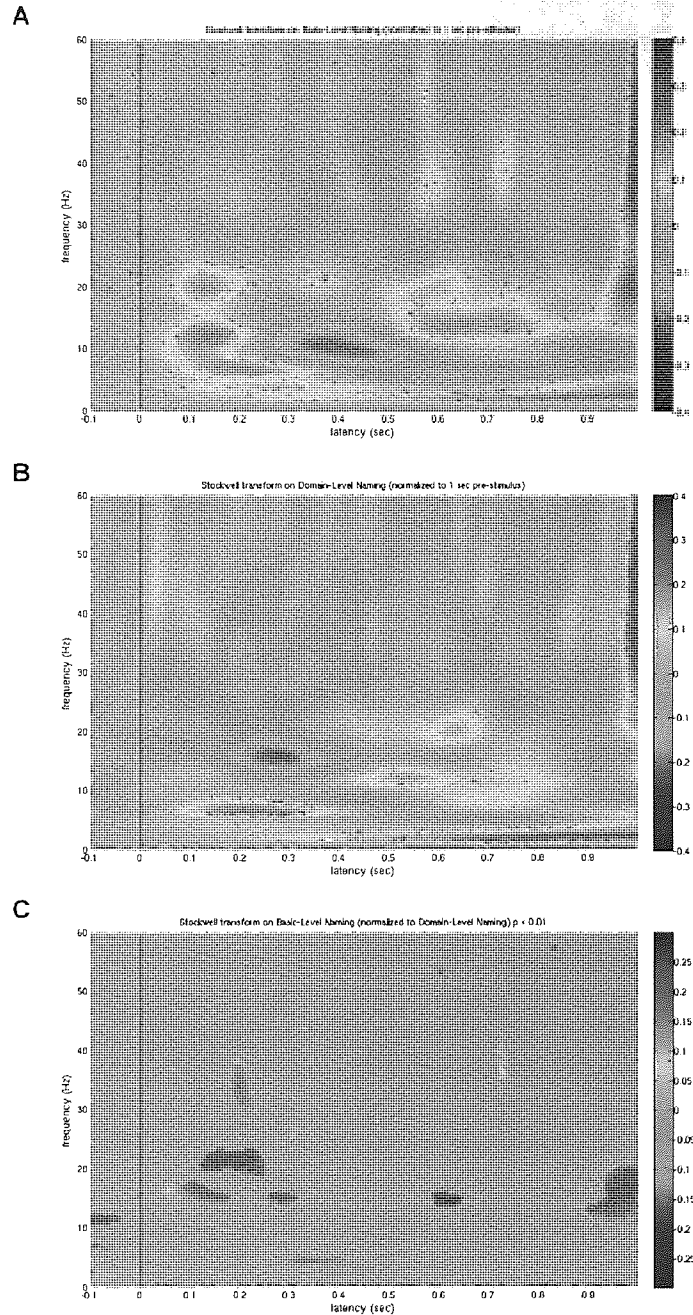 A
60
50
40
30
20
10
0
frequency (Hz)
-0.1 0 0.1 0.2 0.3 0.4 0.5 0.6 0.7 0.8 0.9
latency (sec)
B
Stockwell transform on Domain-Level Naming (normalized to 1 sec pre-stimulus)
60
50
40
30
20
10
0
frequency (Hz)
-0.1 0 0.1 0.2 0.3 0.4 0.5 0.6 0.7 0.8 0.9
latency (sec)
0.4
0.3
0.2
0.1
0
0.1
0.2
0.3
0.4
C
Stockwell transform on Basic-Level Naming (normalized to Domain-Level Naming) p < 0.01
60
50
40
30
20
10
0
frequency (Hz)
-0.1 0 0.1 0.2 0.3 0.4 0.5 0.6 0.7 0.8 0.9
latency (sec)
0.25
0.2
0.15
0.1
0.05
0
0.05
0.1
0.15
0.2
0.25